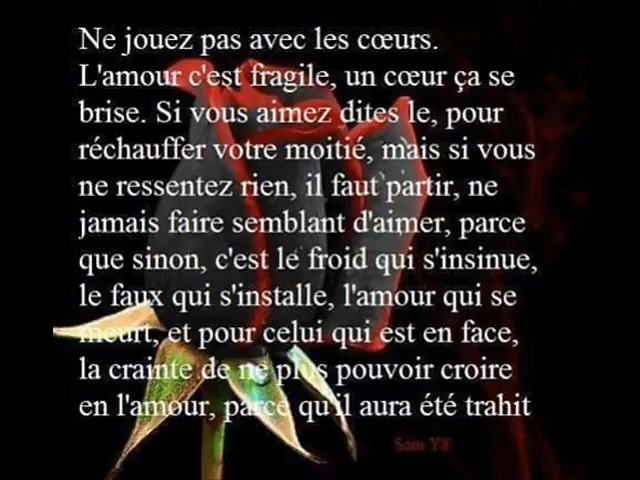 Ne jouez pas avec les cœurs.
L'amour c'est fragile, un cœur ça se
brise. Si vous aimez dites le, pour
réchauffer votre moitié, mais si vous
ne ressentez rien, il faut partir, ne
jamais faire semblant d'aimer, parce
que sinon, c'est le froid qui s'insinue,
le faux qui s'installe, l'amour qui se
meurt, et pour celui qui est en face,
la crainte de ne plus pouvoir croire
en l'amour, parce qu'il aura été trahit
Sam